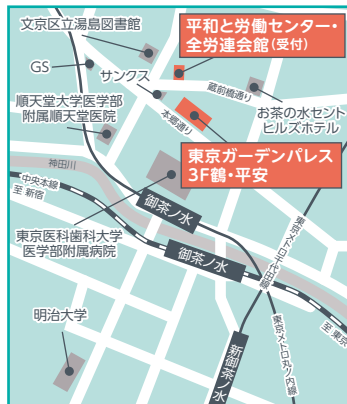 文京区立湯島図書館
平和と労働センター・
全労連会館(受付)
GS
サンクス
蔵前橋通り
順天堂大学医学部
附属順天堂医院
本郷通り
お茶の水セント
ヒルズホテル
東京ガーデンパレス
3F鶴・平安
神田川
中央本線
至 新宿
御茶ノ水
東京医科歯科大学
医学部附属病院
御茶ノ水
東京メトロ千代田線
明治大学
新御茶ノ水
東京メトロ丸ノ内線
至 東京